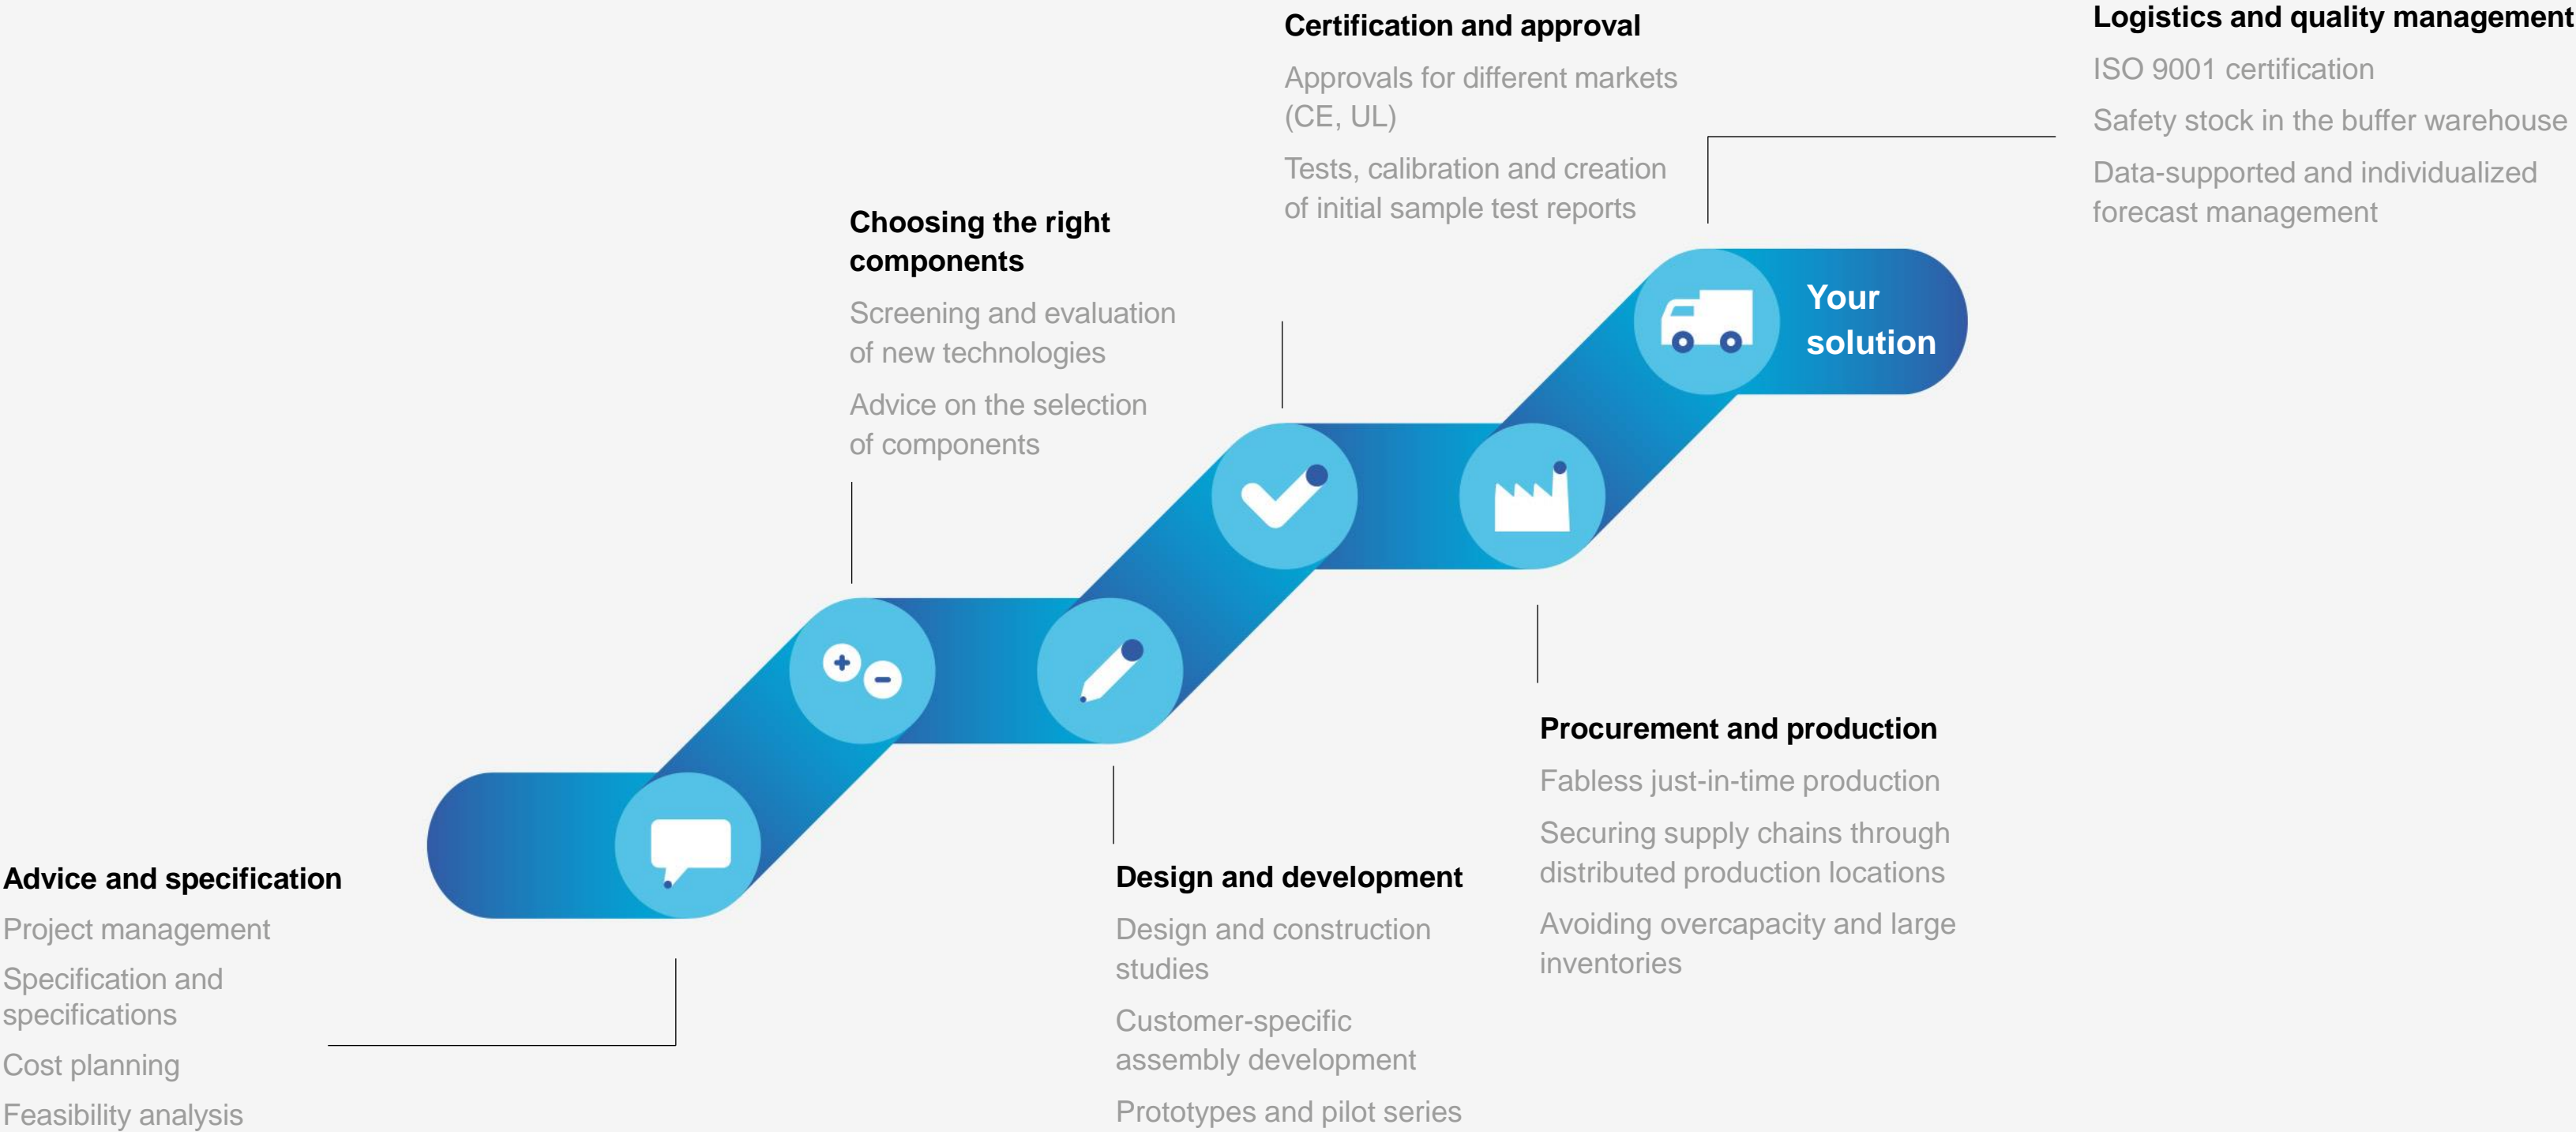 Advice and specification
Project management
Specification and
specifications
Cost planning
Feasibility analysis
Choosing the right
components
Screening and evaluation
of new technologies
Advice on the selection
of components
Design and development
Design and construction
studies
Customer-specific
assembly development
Prototypes and pilot series
Certification and approval
Approvals for different markets
(CE, UL)
Tests, calibration and creation
of initial sample test reports
Procurement and production
Fabless just-in-time production
Securing supply chains through
distributed production locations
Avoiding overcapacity and large
inventories
Logistics and quality management
ISO 9001 certification
Safety stock in the buffer warehouse
Data-supported and individualized
forecast management
Your
solution